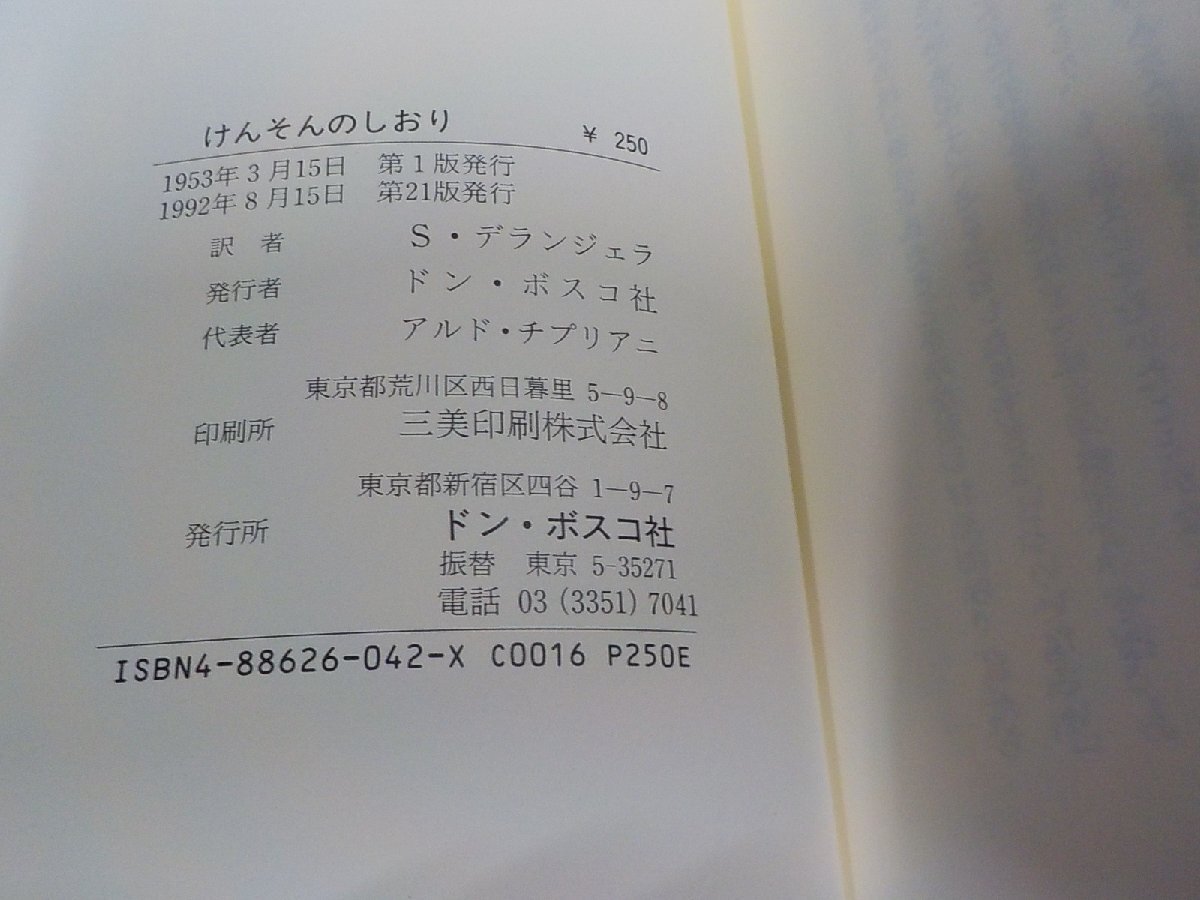 けんそんのしおり ¥ 250
1953年3月15日 第1版発行
1992年8月15日 第21版発行
訳者 S・デランジェラ
発行者 ドン・ボスコ社
代表者 アルド・チプリアニ
東京都荒川区西日暮里 5-9-8
印刷所 三美印刷株式会社
東京都新宿区四谷 1-9-7
発行所 ドン・ボスコ社
振替 東京 5-35271
電話 03 (3351) 7041
ISBN4-88626-042-X C0016 P250E